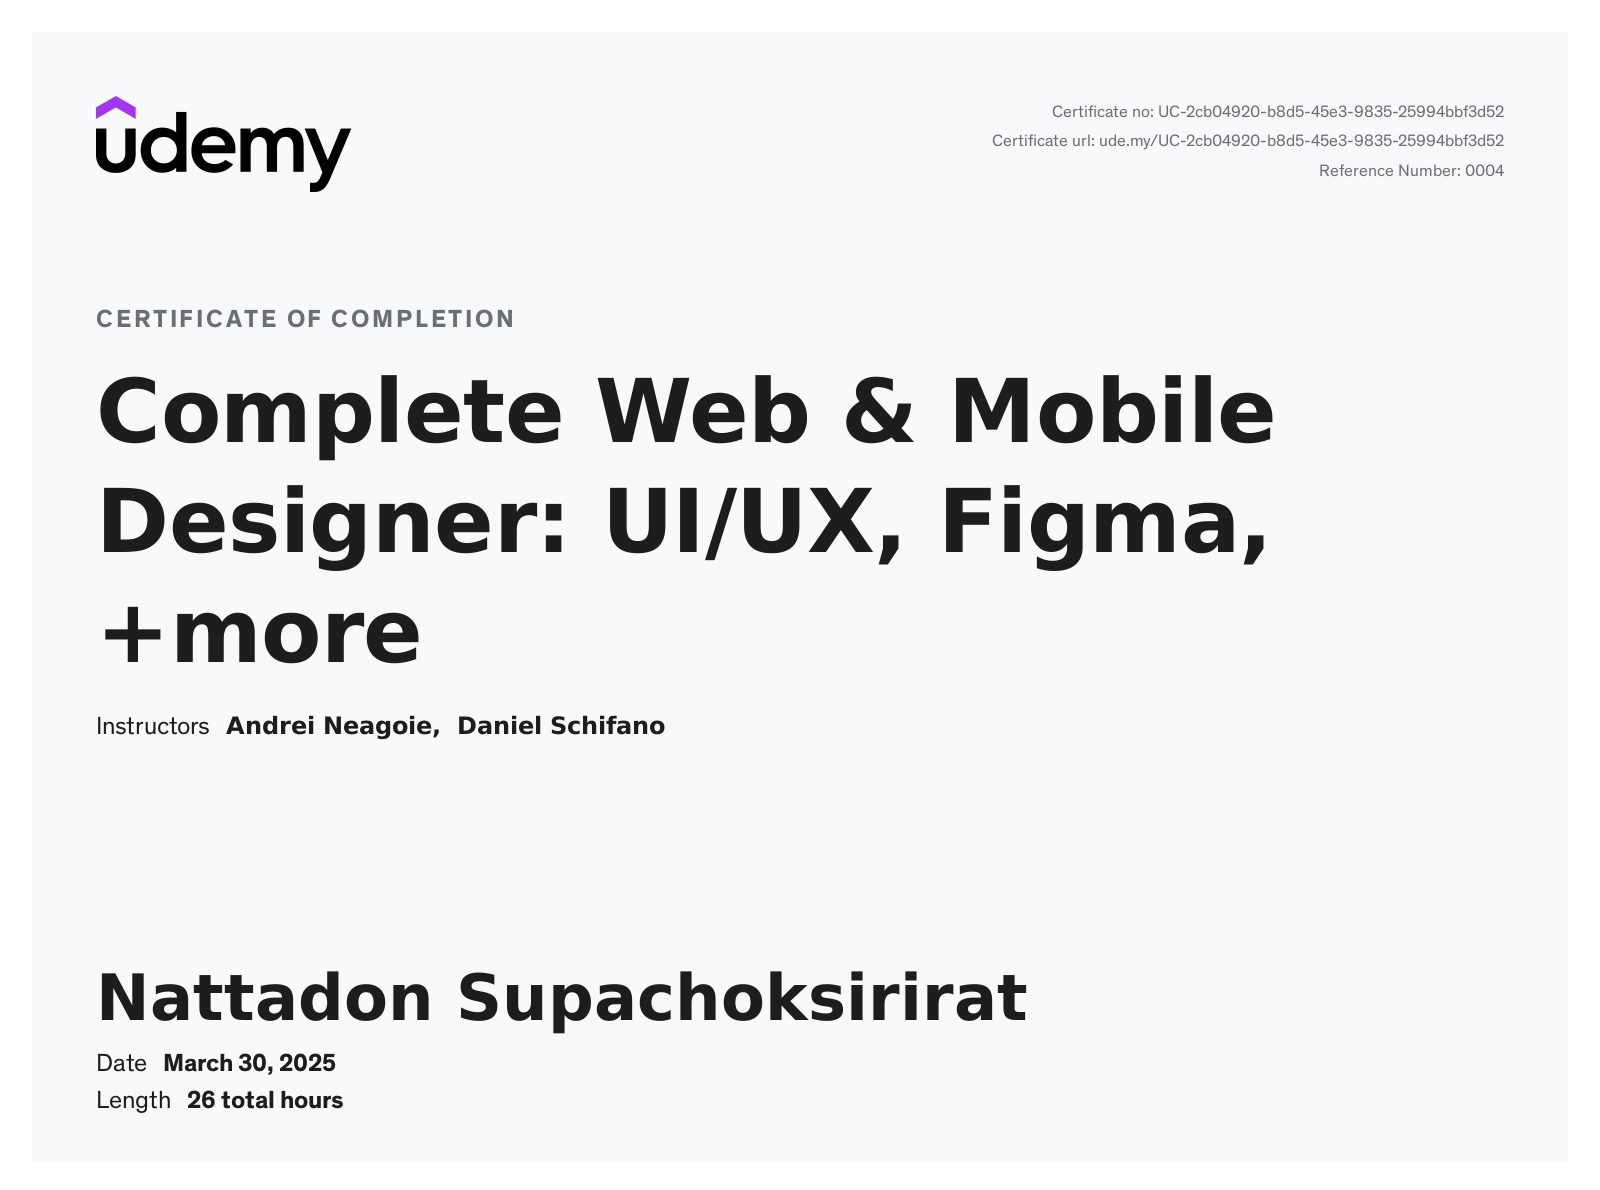 udemy
Certificate no: UC-2cb04920-b8d5-45e3-9835-25994bbf3d52
Certificate url: ude.my/UC-2cb04920-b8d5-45e3-9835-25994bbf3d52
Reference Number: 0004
CERTIFICATE OF COMPLETION
Complete Web & Mobile
Designer: UI/UX, Figma,
+more
Instructors Andrei Neagoie, Daniel Schifano
Nattadon Supachoksirirat
Date March 30, 2025
Length 26 total hours